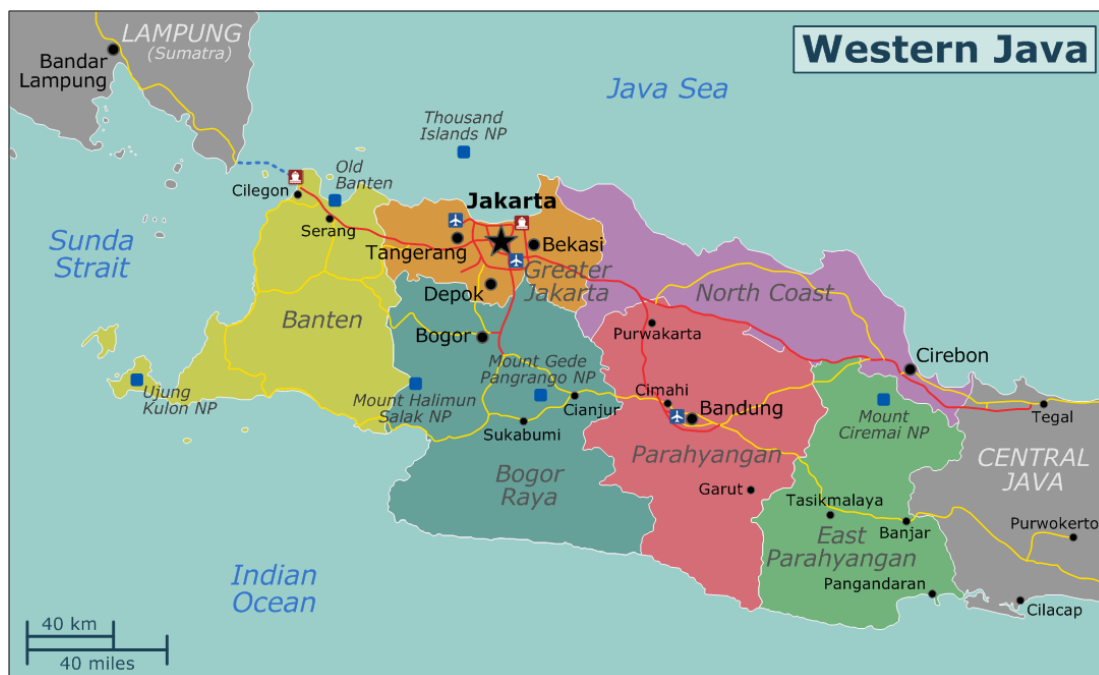 LAMPUNG
(Sumatra)
Western Java
Bandar
Lampung
Java Sea
Thousand
Islands NP
Old
Banten
Cilegon
Jakarta
Serang
Sunda
Strait
Tangerang
Bekasi
Greater
Jakarta
Depok
North Coast
Banten
Bogor
Purwakarta
Cirebon
Mount Gede
Pangrango NP
Ujung
Kulon NP
Mount Halimun
Salak NP
Cianjur
Cimahi
Bandung
Mount
Ciremai NP
Tegal
Sukabumi
Parahyangan
CENTRAL
JAVA
Bogor
Raya
Garut
Tasikmalaya
Banjar
Purwokerto
East
Parahyangan
Indian
Ocean
Pangandaran
Cilacap
40 km
40 miles